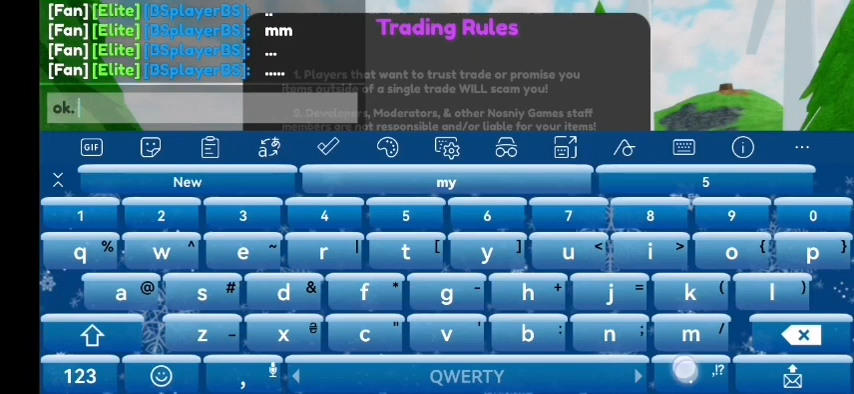 [Fan] [Elite] [BSplayerBS]: ..
[Fan] [Elite] [BSplayerBS]: mm
[Fan] [Elite] [BSplayerBS]: ...
[Fan] [Elite] [BSplayerBS]: .....
ok.
Trading Rules
1. Players that want to trust trade or promise you
items outside of a single trade WILL scam you!
2. Developers, Moderators, & other Nosniy Games staff
members are not responsible and/or liable for your items!
GIF
New my 5
1 2 3 4 5 6 7 8 9 0
q % w ^ e ~ r | t [ y ] u < i > o { p }
a @ s # d & f * g - h + j = k ( l )
z _ x ₴ c " v ' b : n ; m /
123 , QWERTY . ,!?